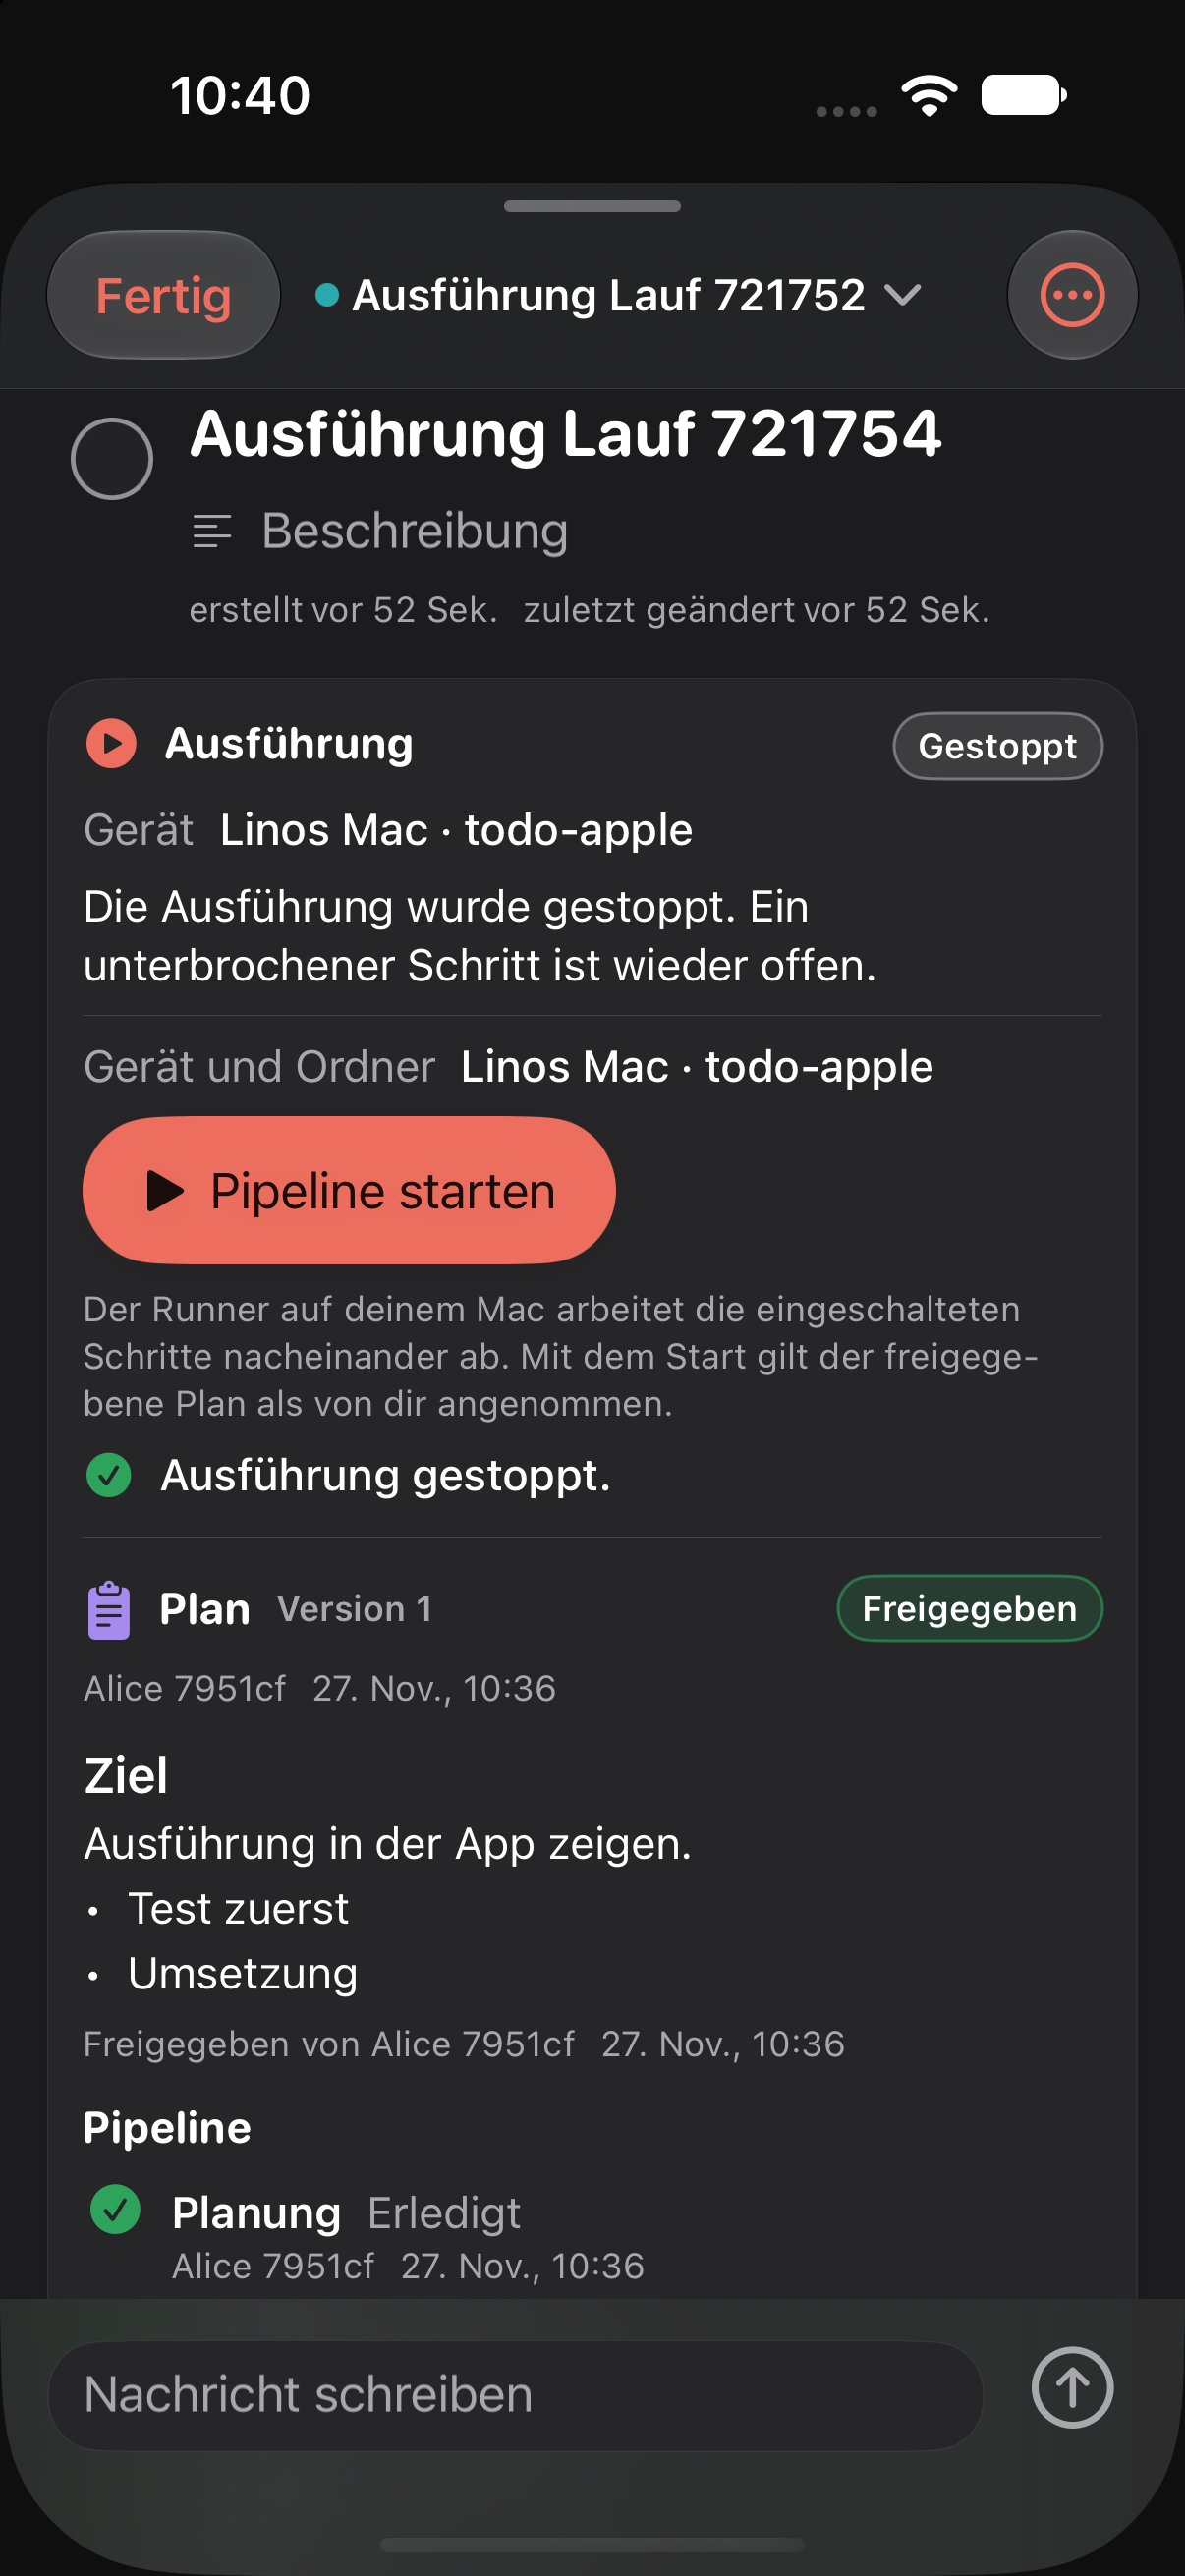 10:40
Fertig
Ausführung Lauf 721752
Ausführung Lauf 721754
Beschreibung
erstellt vor 52 Sek. zuletzt geändert vor 52 Sek.
Ausführung
Gestoppt
Gerät Linos Mac · todo-apple
Die Ausführung wurde gestoppt. Ein
unterbrochener Schritt ist wieder offen.
Gerät und Ordner Linos Mac · todo-apple
Pipeline starten
Der Runner auf deinem Mac arbeitet die eingeschalteten
Schritte nacheinander ab. Mit dem Start gilt der freigege-
bene Plan als von dir angenommen.
Ausführung gestoppt.
Plan Version 1
Freigegeben
Alice 7951cf 27. Nov., 10:36
Ziel
Ausführung in der App zeigen.
• Test zuerst
• Umsetzung
Freigegeben von Alice 7951cf 27. Nov., 10:36
Pipeline
Planung Erledigt
Alice 7951cf 27. Nov., 10:36
Nachricht schreiben